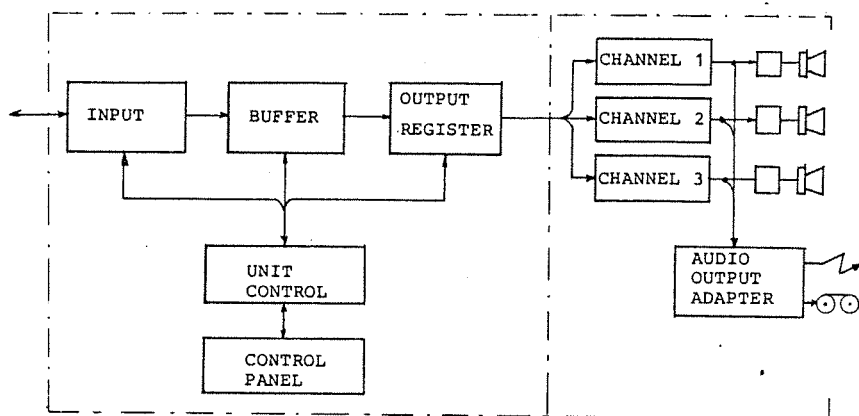 INPUT
BUFFER
OUTPUT
REGISTER
CHANNEL 1
CHANNEL 2
CHANNEL 3
UNIT
CONTROL
CONTROL
PANEL
AUDIO
OUTPUT
ADAPTER